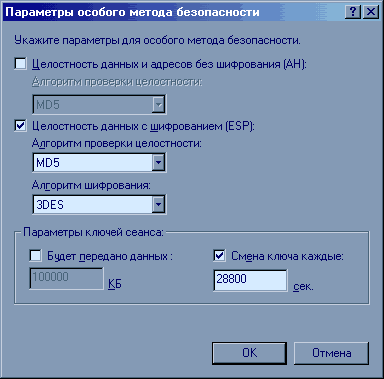 Параметры особого метода безопасности
Укажите параметры для особого метода безопасности.
Целостность данных и адресов без шифрования (AH):
Алгоритм проверки целостности:
MD5
Целостность данных с шифрованием (ESP):
Алгоритм проверки целостности:
MD5
Алгоритм шифрования:
3DES
Параметры ключей сеанса:
Будет передано данных :
Смена ключа каждые:
100000 КБ
28800 сек.
ОК
Отмена